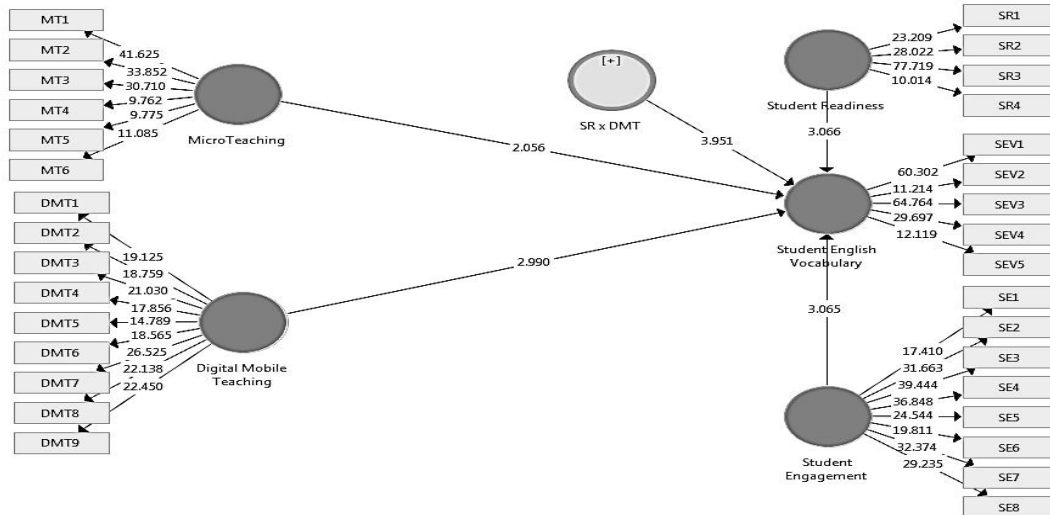 MT1
MT2
MT3
MT4
MT5
MT6
41.625
33.852
30.710
9.762
9.775
11.085
MicroTeaching
DMT1
DMT2
DMT3
DMT4
DMT5
DMT6
DMT7
DMT8
DMT9
19.125
18.759
21.030
17.856
14.789
18.565
26.525
22.138
22.450
Digital Mobile
Teaching
[+]
SR x DMT
2.056
3.951
2.990
Student Readiness
3.066
23.209
28.022
77.719
10.014
SR1
SR2
SR3
SR4
Student English
Vocabulary
60.302
11.214
64.764
29.697
12.119
SEV1
SEV2
SEV3
SEV4
SEV5
3.065
Student
Engagement
17.410
31.663
39.444
36.848
24.544
19.811
32.374
29.235
SE1
SE2
SE3
SE4
SE5
SE6
SE7
SE8